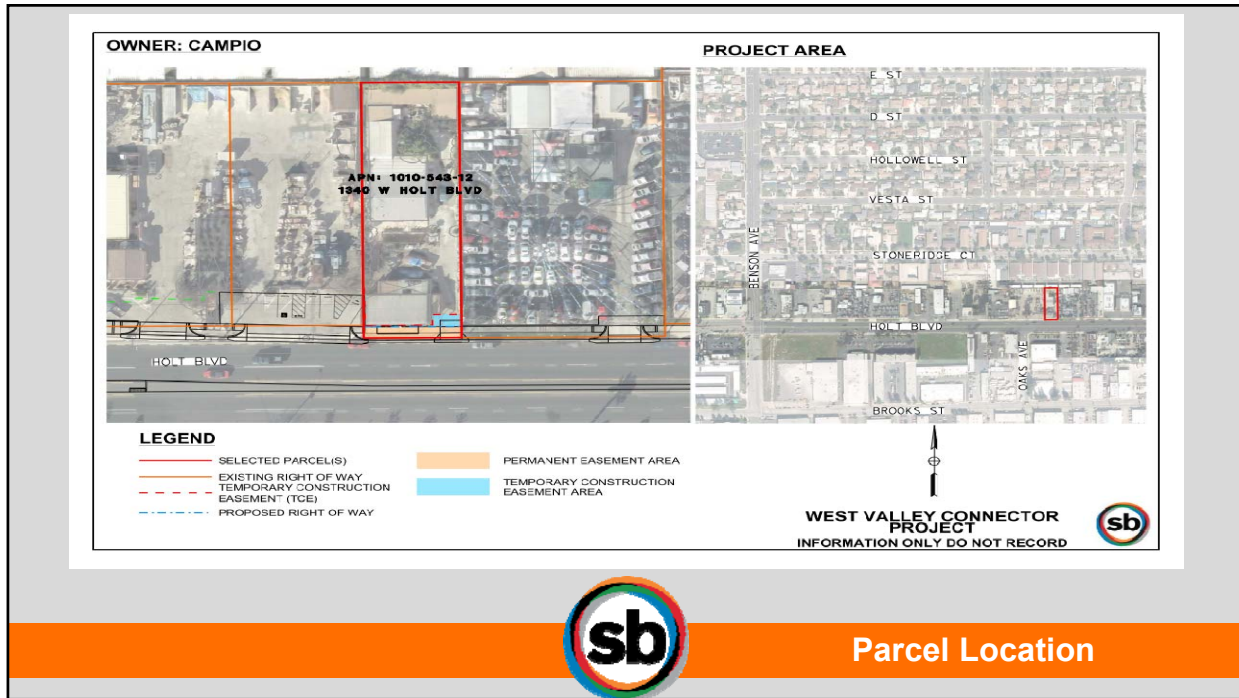 OWNER: CAMPIO
APN: 1010-543-12
1340 W HOLT BLVD
HOLT BLVD
PROJECT AREA
E ST
D ST
HOLLOWELL ST
VESTA ST
STONERIDGE CT
BENSON AVE
HOLT BLVD
OAKS AVE
BROOKS ST
LEGEND
SELECTED PARCEL(S)
EXISTING RIGHT OF WAY
TEMPORARY CONSTRUCTION
EASEMENT (TCE)
PROPOSED RIGHT OF WAY
PERMANENT EASEMENT AREA
TEMPORARY CONSTRUCTION
EASEMENT AREA
WEST VALLEY CONNECTOR
PROJECT
INFORMATION ONLY DO NOT RECORD
sb
sb
Parcel Location